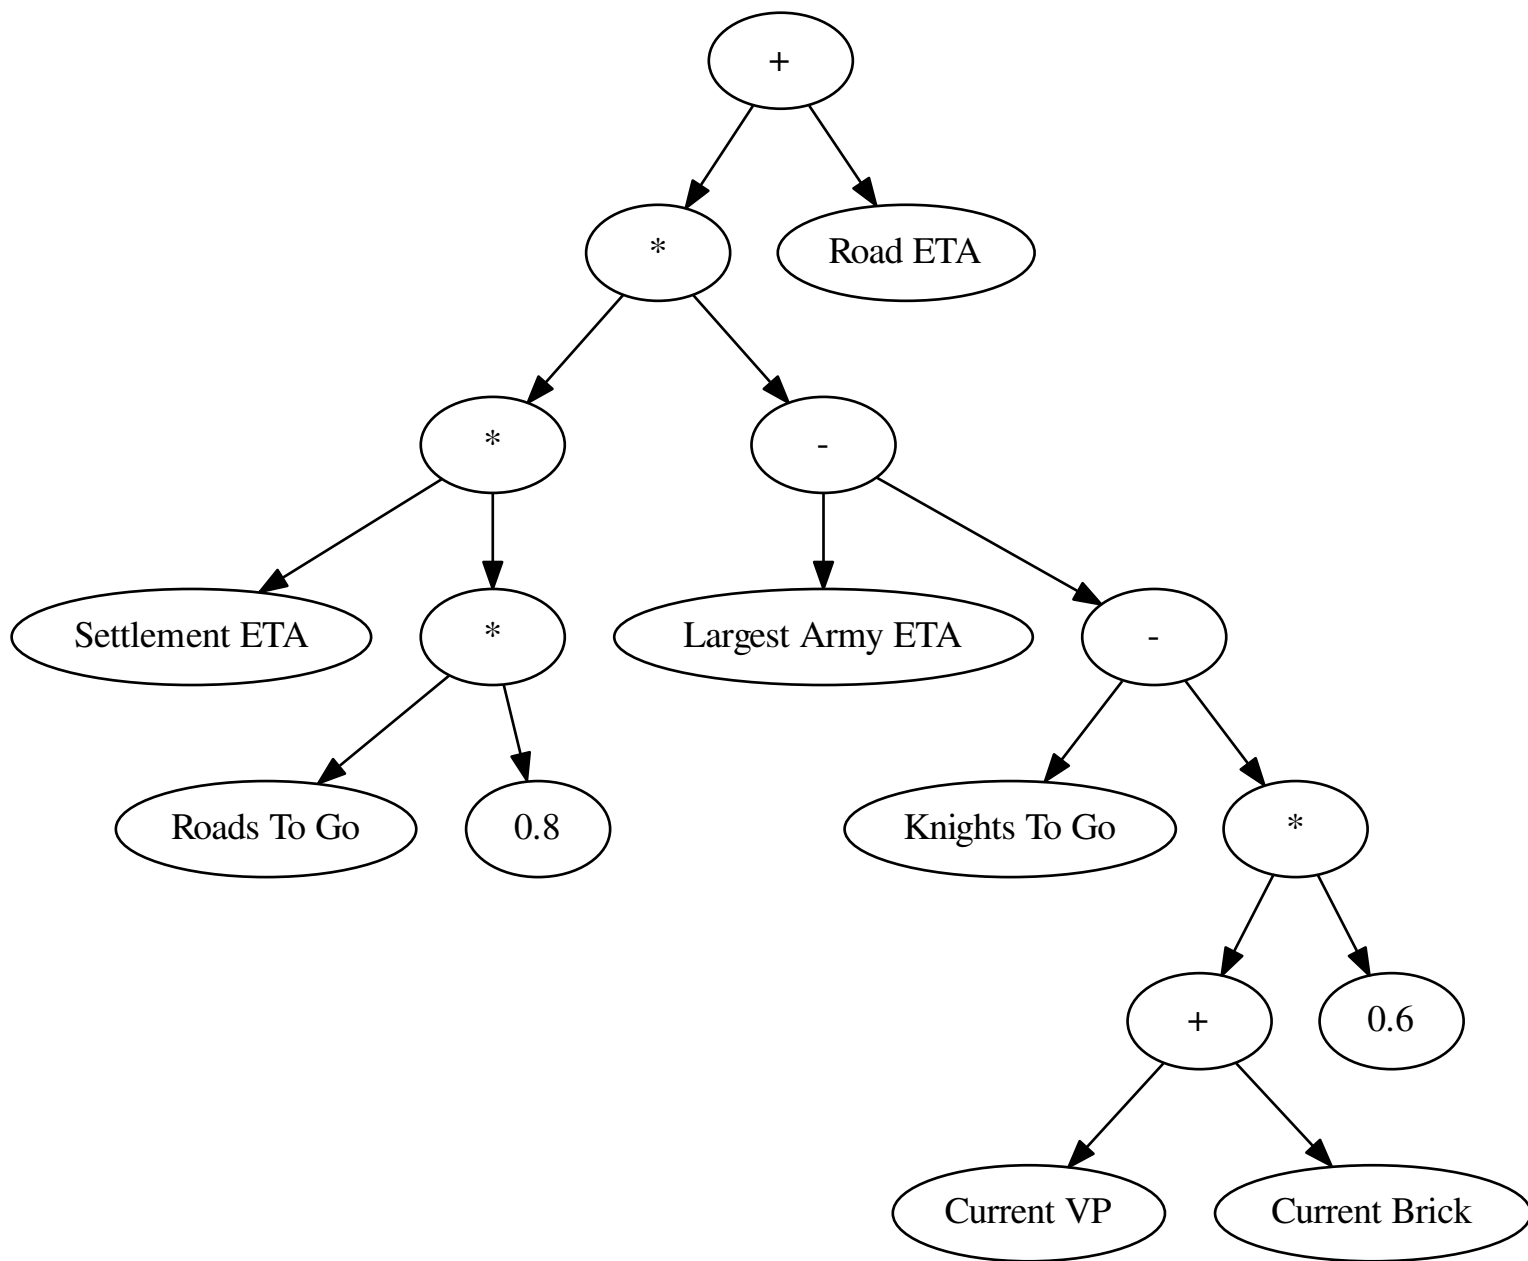 +
*
Road ETA
*
-
Settlement ETA
*
Largest Army ETA
-
Roads To Go
0.8
Knights To Go
*
+
0.6
Current VP
Current Brick